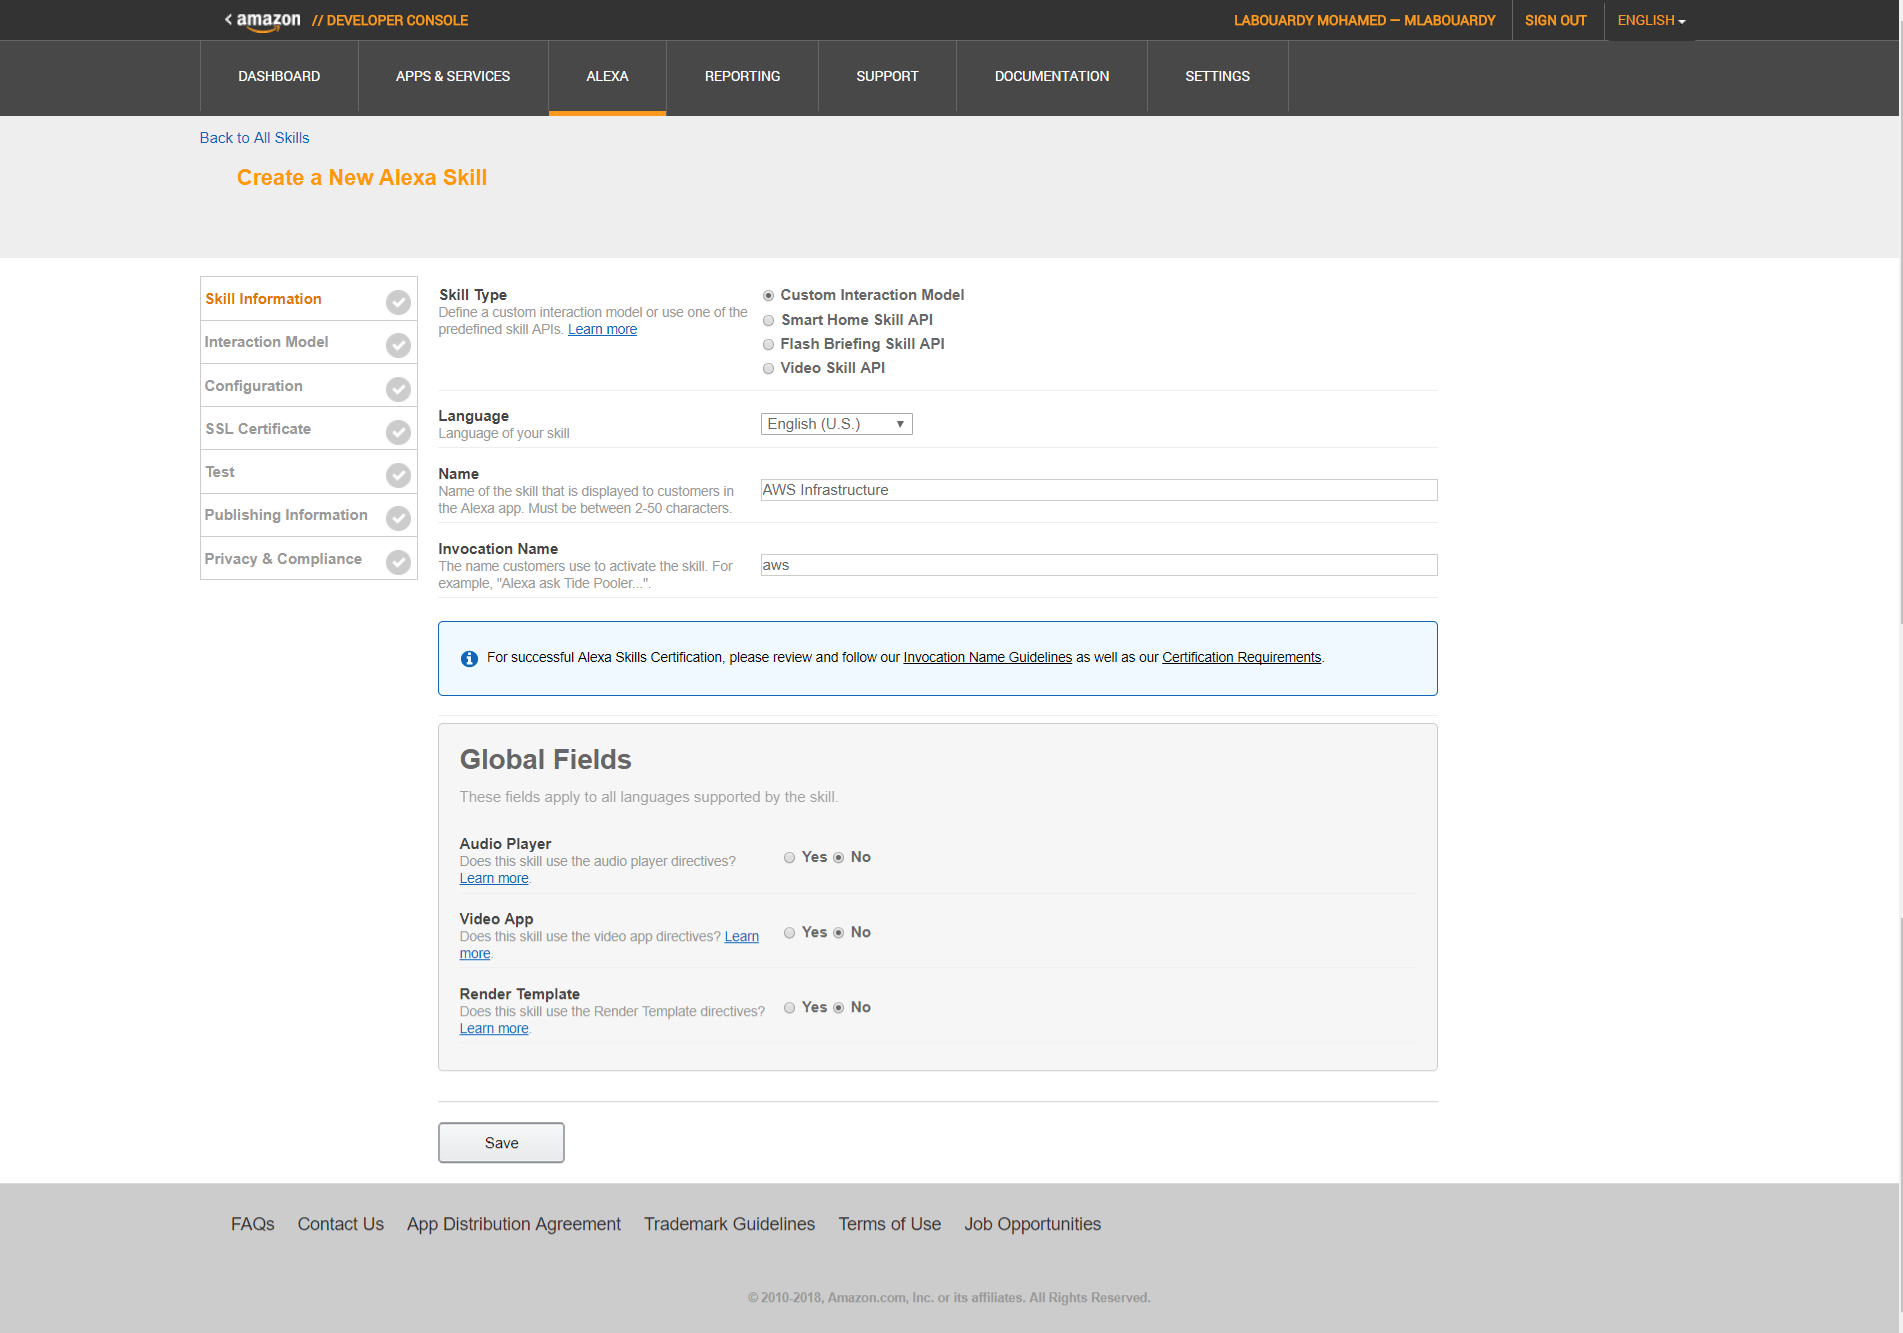 amazon // DEVELOPER CONSOLE
LABOUARDY MOHAMED — MLABOUARDY
SIGN OUT
ENGLISH
DASHBOARD
APPS & SERVICES
ALEXA
REPORTING
SUPPORT
DOCUMENTATION
SETTINGS
Back to All Skills
Create a New Alexa Skill
Skill Information
Interaction Model
Configuration
SSL Certificate
Test
Publishing Information
Privacy & Compliance
Skill Type
Define a custom interaction model or use one of the
predefined skill APIs. Learn more
Custom Interaction Model
Smart Home Skill API
Flash Briefing Skill API
Video Skill API
Language
Language of your skill
English (U.S.)
Name
Name of the skill that is displayed to customers in
the Alexa app. Must be between 2-50 characters.
AWS Infrastructure
Invocation Name
The name customers use to activate the skill. For
example, "Alexa ask Tide Pooler...".
aws
For successful Alexa Skills Certification, please review and follow our Invocation Name Guidelines as well as our Certification Requirements.
Global Fields
These fields apply to all languages supported by the skill.
Audio Player
Does this skill use the audio player directives?
Learn more.
Yes No
Video App
Does this skill use the video app directives? Learn
more.
Yes No
Render Template
Does this skill use the Render Template directives?
Learn more.
Yes No
Save
FAQs
Contact Us
App Distribution Agreement
Trademark Guidelines
Terms of Use
Job Opportunities
© 2010-2018, Amazon.com, Inc. or its affiliates. All Rights Reserved.